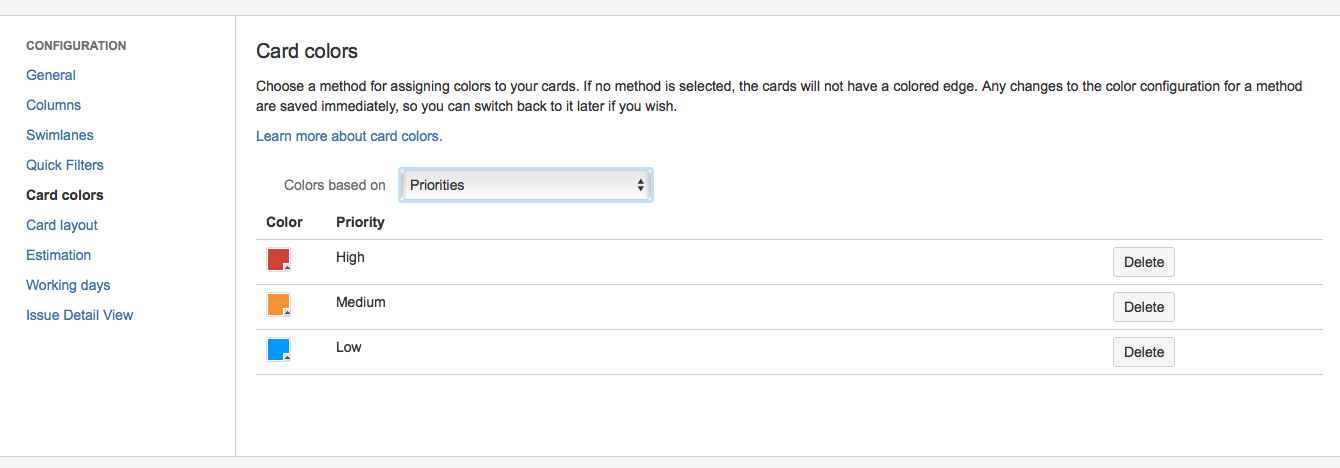 CONFIGURATION
General
Columns
Swimlanes
Quick Filters
Card colors
Card layout
Estimation
Working days
Issue Detail View
Card colors
Choose a method for assigning colors to your cards. If no method is selected, the cards will not have a colored edge. Any changes to the color configuration for a method
are saved immediately, so you can switch back to it later if you wish.
Learn more about card colors.
Colors based on Priorities
Color Priority
High Delete
Medium Delete
Low Delete